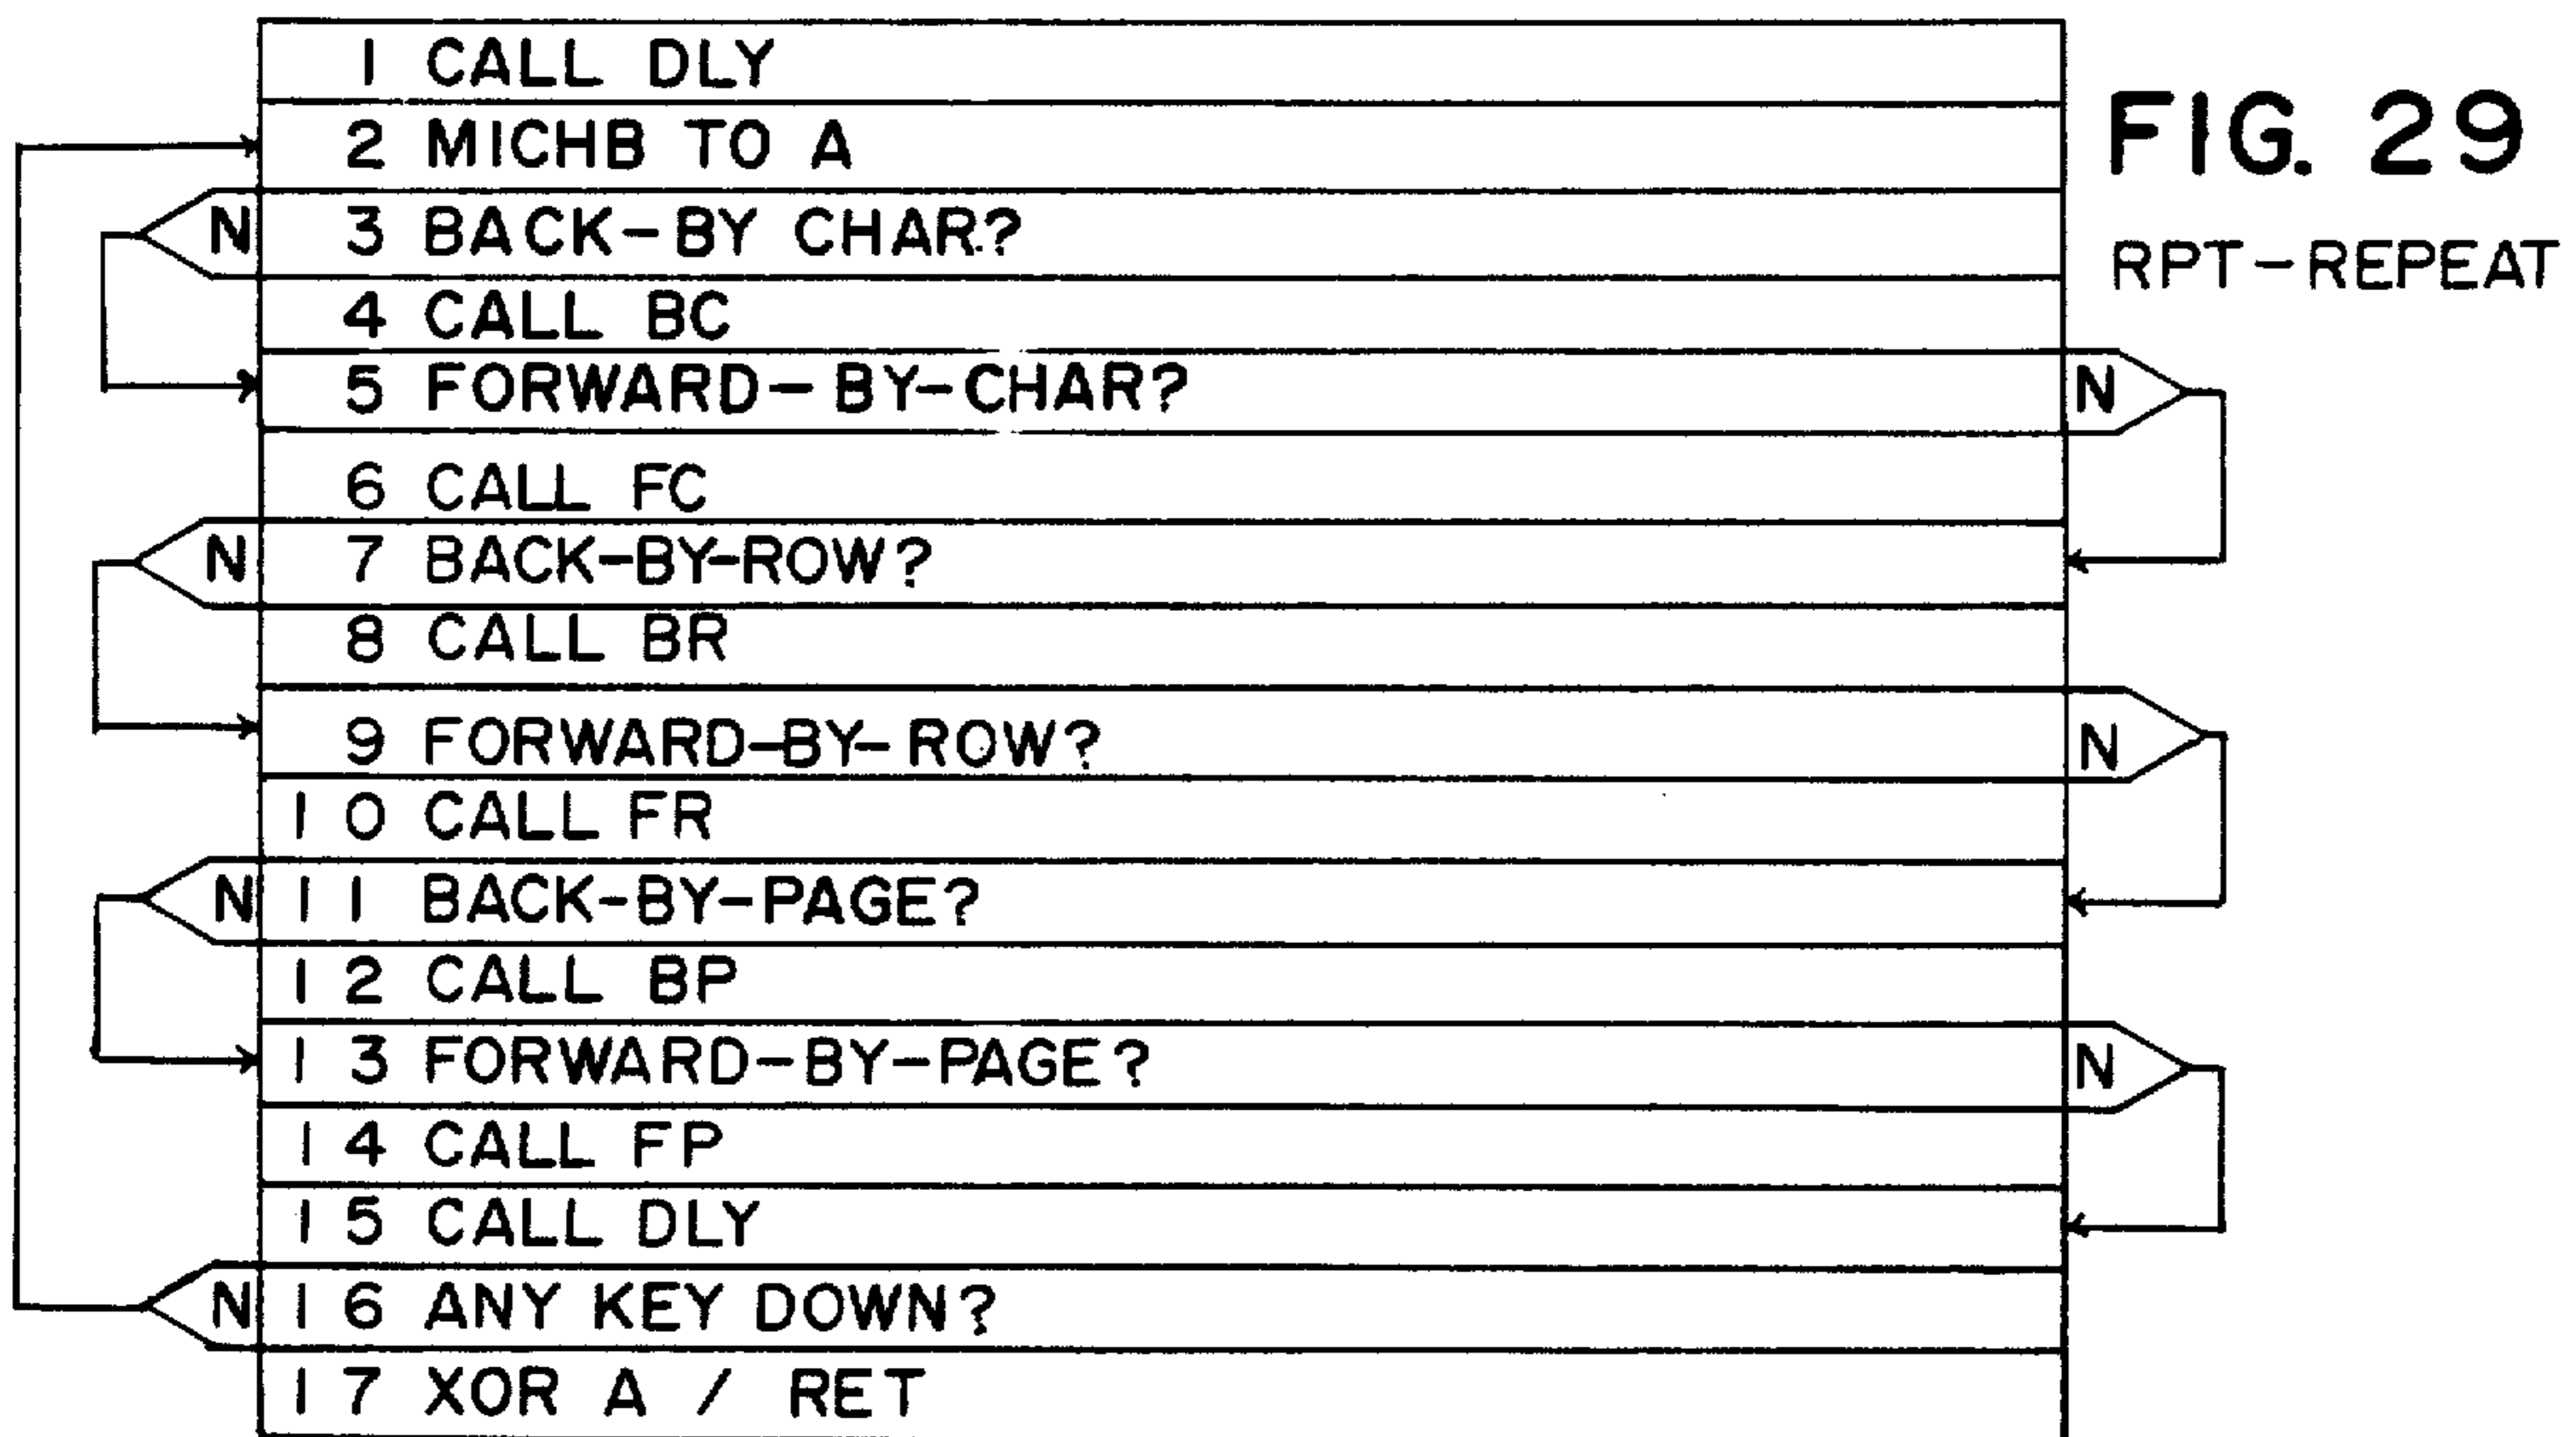 1 CALL DLY
2 MICHB TO A
N 3 BACK-BY CHAR?
4 CALL BC
5 FORWARD-BY-CHAR? N
6 CALL FC
N 7 BACK-BY-ROW?
8 CALL BR
9 FORWARD-BY-ROW? N
10 CALL FR
N 11 BACK-BY-PAGE?
12 CALL BP
13 FORWARD-BY-PAGE? N
14 CALL FP
15 CALL DLY
N 16 ANY KEY DOWN?
17 XOR A / RET
FIG. 29
RPT-REPEAT